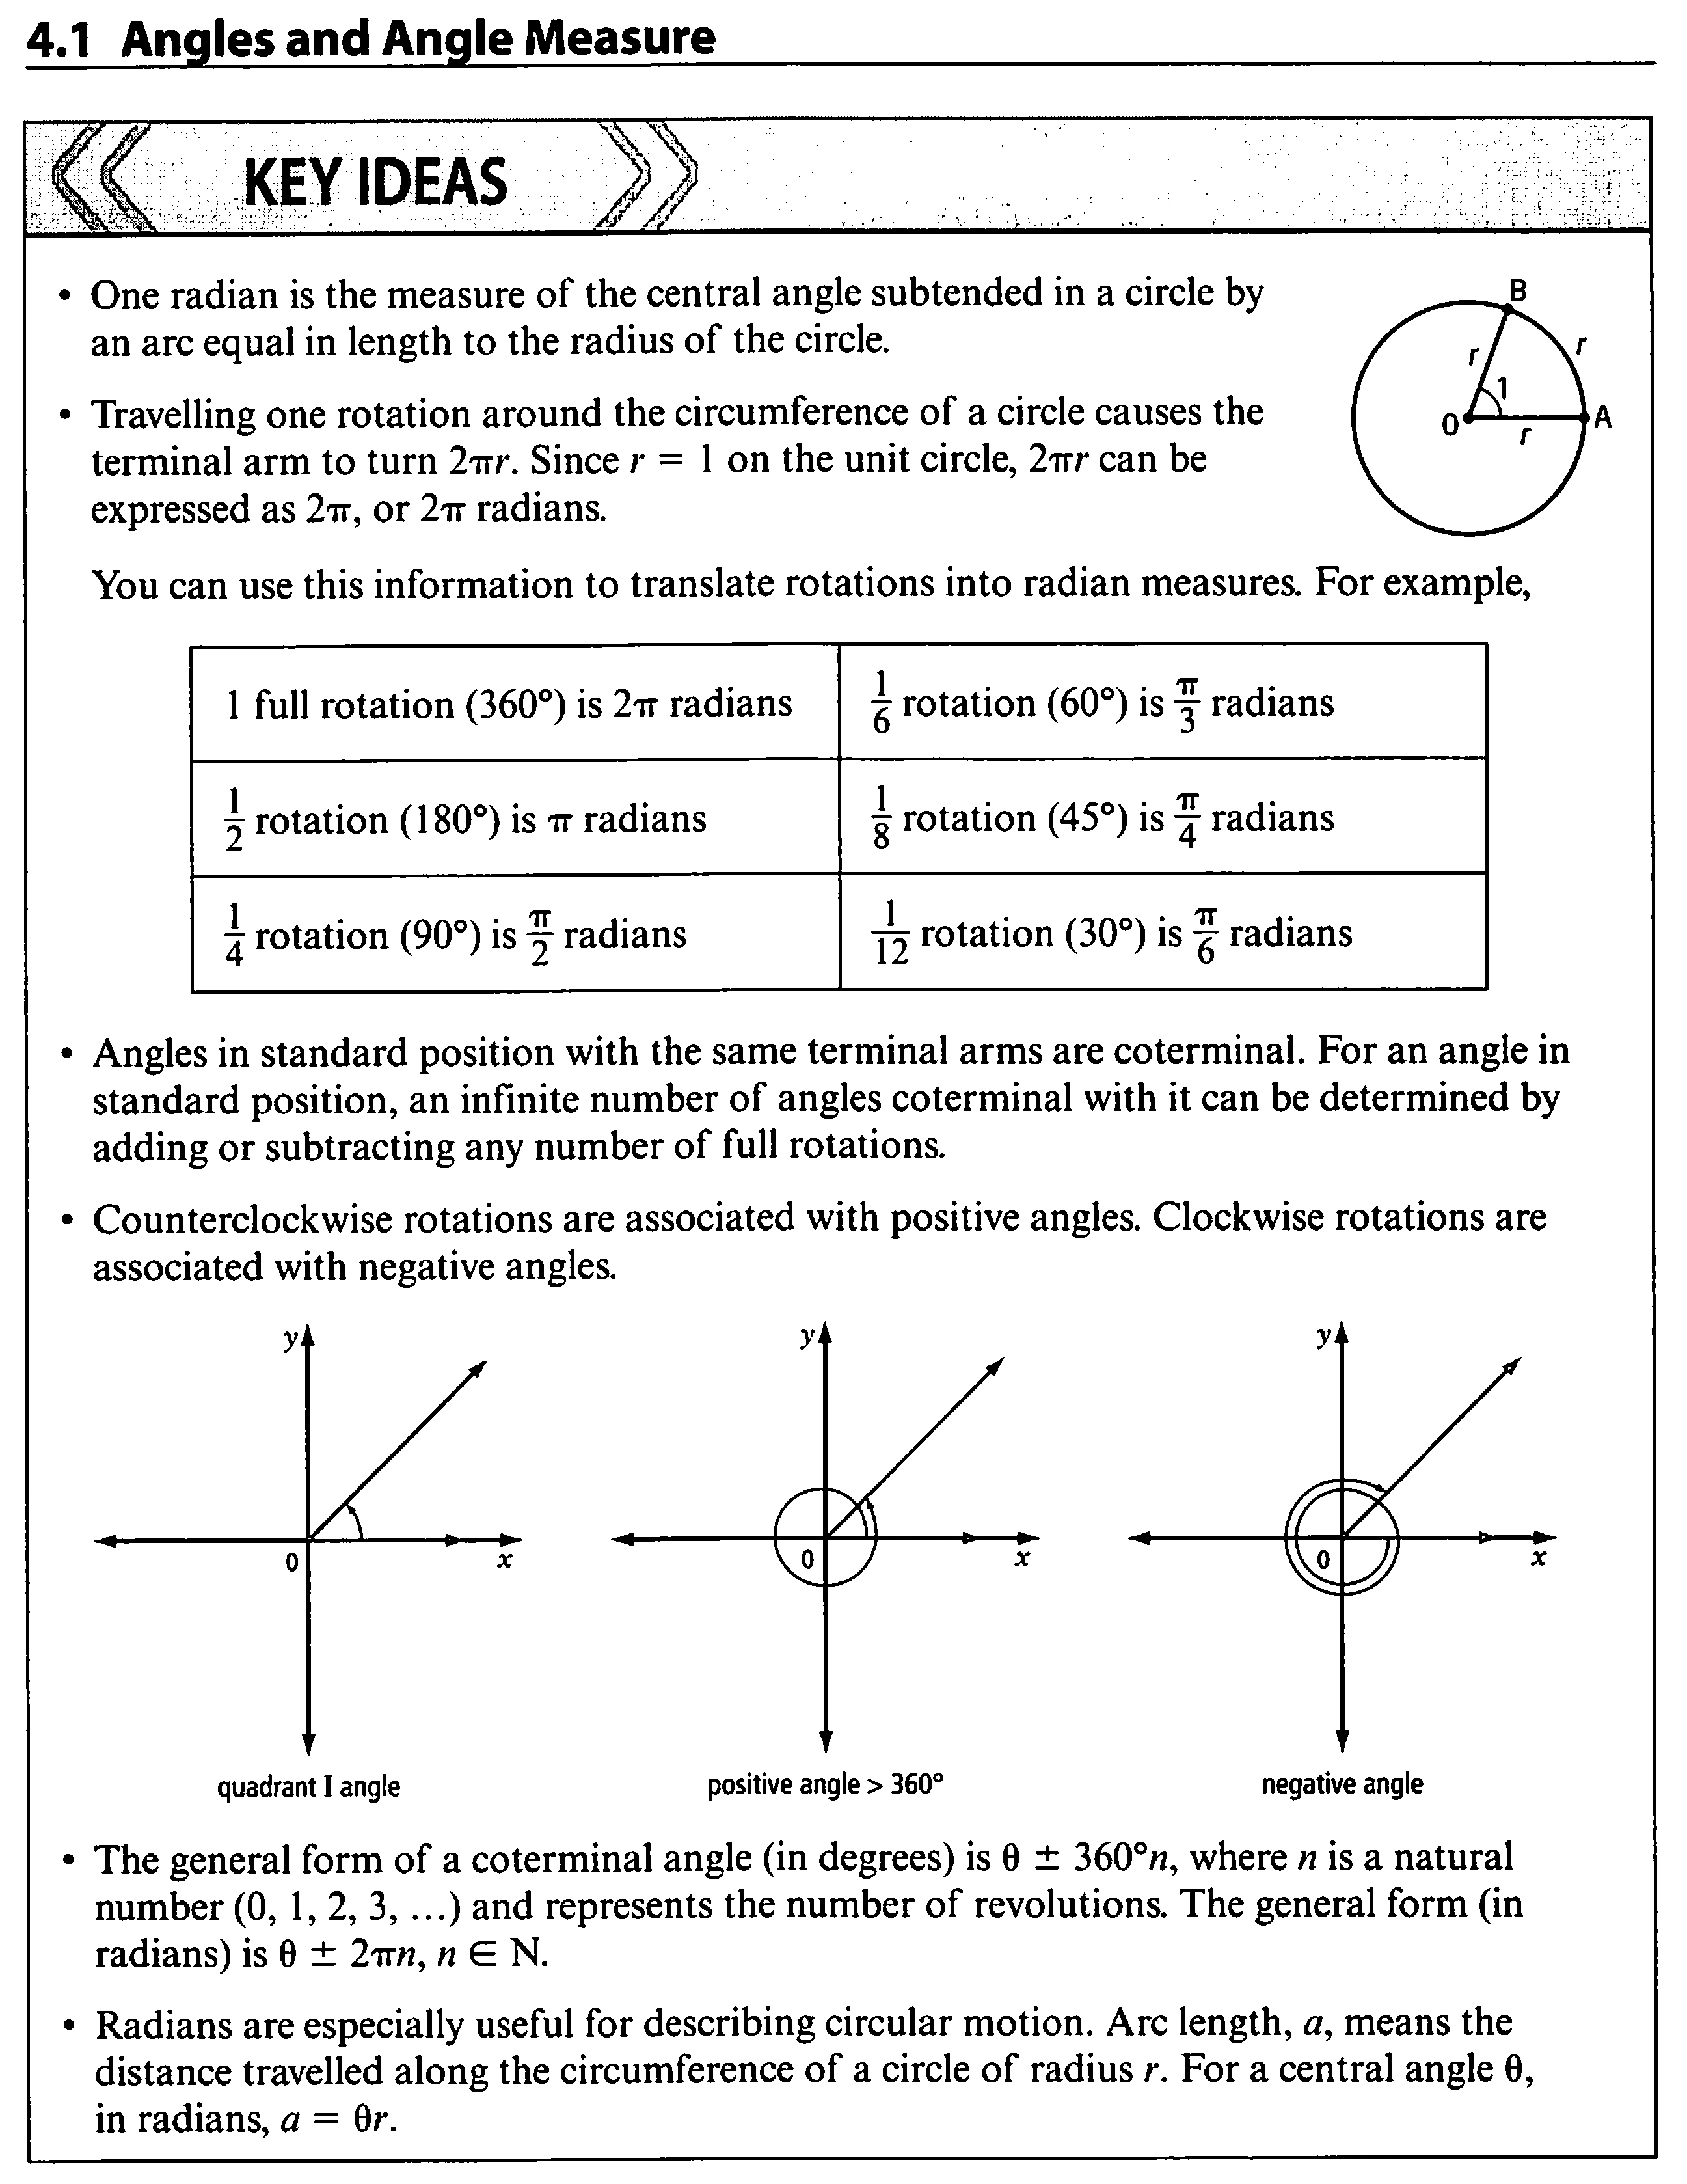 4.1 Angles and Angle Measure
KEY IDEAS
• One radian is the measure of the central angle subtended in a circle by
an arc equal in length to the radius of the circle.
B
r
r
1
0
r
A
• Travelling one rotation around the circumference of a circle causes the
terminal arm to turn 2πr. Since r = 1 on the unit circle, 2πr can be
expressed as 2π, or 2π radians.
You can use this information to translate rotations into radian measures. For example,
1 full rotation (360°) is 2π radians
1/6 rotation (60°) is π/3 radians
1/2 rotation (180°) is π radians
1/8 rotation (45°) is π/4 radians
1/4 rotation (90°) is π/2 radians
1/12 rotation (30°) is π/6 radians
• Angles in standard position with the same terminal arms are coterminal. For an angle in
standard position, an infinite number of angles coterminal with it can be determined by
adding or subtracting any number of full rotations.
• Counterclockwise rotations are associated with positive angles. Clockwise rotations are
associated with negative angles.
y
0
x
quadrant I angle
y
0
x
positive angle > 360°
y
0
x
negative angle
• The general form of a coterminal angle (in degrees) is θ ± 360°n, where n is a natural
number (0, 1, 2, 3, …) and represents the number of revolutions. The general form (in
radians) is θ ± 2πn, n ∈ N.
• Radians are especially useful for describing circular motion. Arc length, a, means the
distance travelled along the circumference of a circle of radius r. For a central angle θ,
in radians, a = θr.